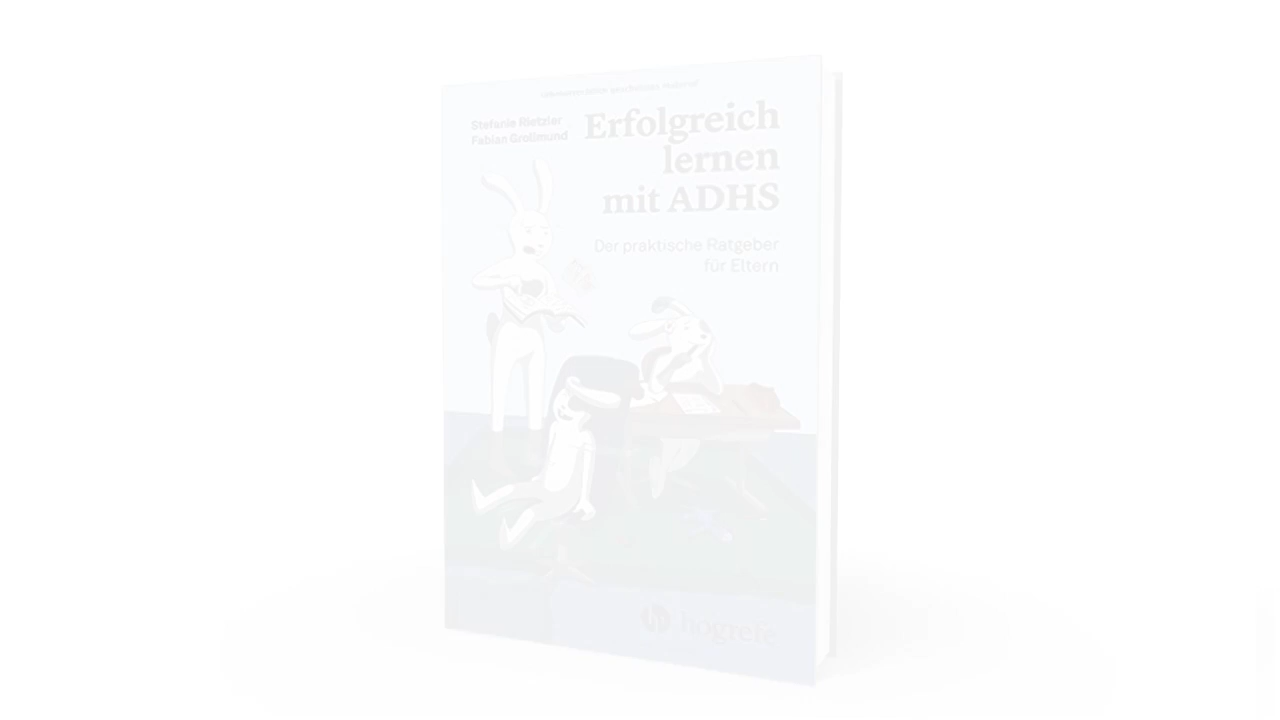 Stefanie Rietzler
Fabian Grolimund
Erfolgreich
lernen
mit ADHS
Der praktische Ratgeber
für Eltern
hogrefe